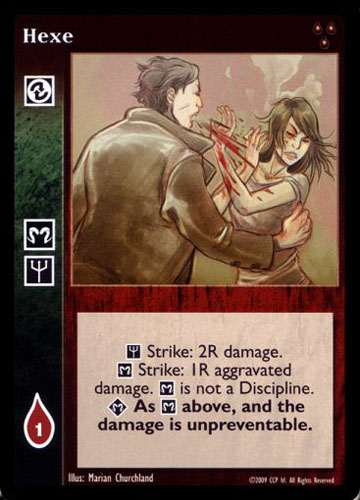 Hexe
Strike: 2R damage.
Strike: 1R aggravated
damage. is not a Discipline.
As above, and the
damage is unpreventable.
1
Illus: Marian Churchland
©2009 CCP hf. All Rights Reserved